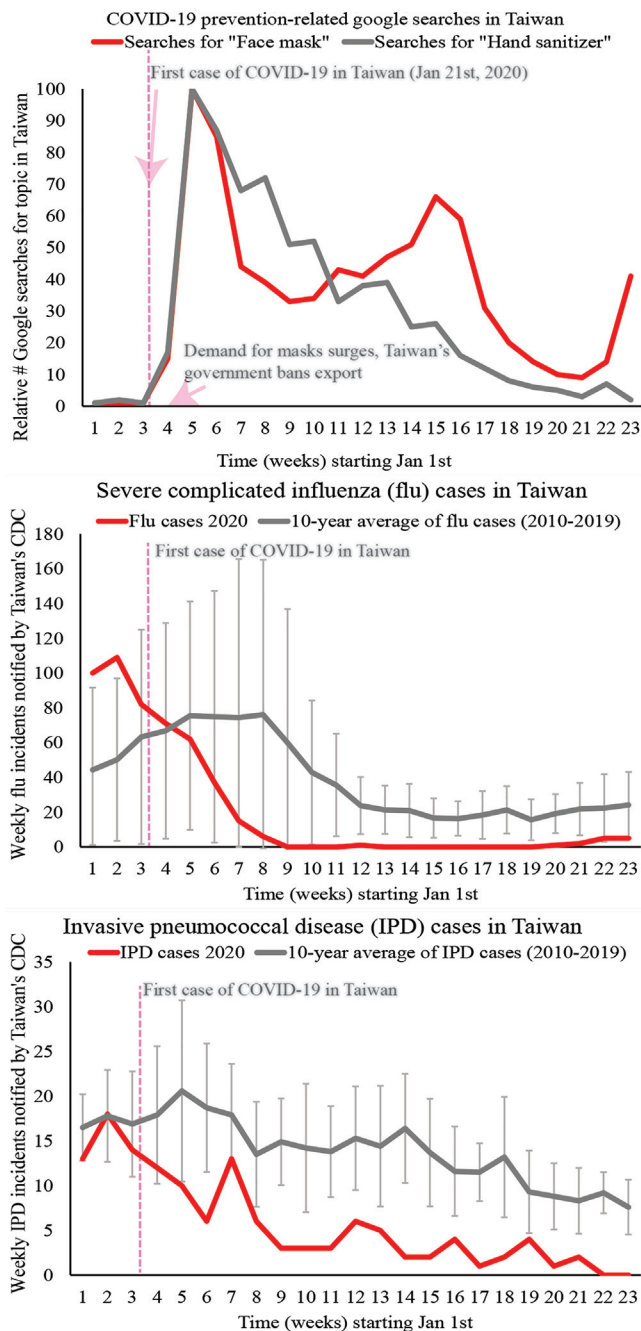 COVID-19 prevention-related google searches in Taiwan
Searches for "Face mask" Searches for "Hand sanitizer"
First case of COVID-19 in Taiwan (Jan 21st, 2020)
Relative # Google searches for topic in Taiwan
100
90
80
70
60
50
40
30
20
10
0
Demand for masks surges, Taiwan's
government bans export
1 2 3 4 5 6 7 8 9 10 11 12 13 14 15 16 17 18 19 20 21 22 23
Time (weeks) starting Jan 1st
Severe complicated influenza (flu) cases in Taiwan
Flu cases 2020 10-year average of flu cases (2010-2019)
First case of COVID-19 in Taiwan
Weekly flu incidents notified by Taiwan's CDC
180
160
140
120
100
80
60
40
20
0
1 2 3 4 5 6 7 8 9 10 11 12 13 14 15 16 17 18 19 20 21 22 23
Time (weeks) starting Jan 1st
Invasive pneumococcal disease (IPD) cases in Taiwan
IPD cases 2020 10-year average of IPD cases (2010-2019)
First case of COVID-19 in Taiwan
Weekly IPD incidents notified by Taiwan's CDC
35
30
25
20
15
10
5
0
1 2 3 4 5 6 7 8 9 10 11 12 13 14 15 16 17 18 19 20 21 22 23
Time (weeks) starting Jan 1st